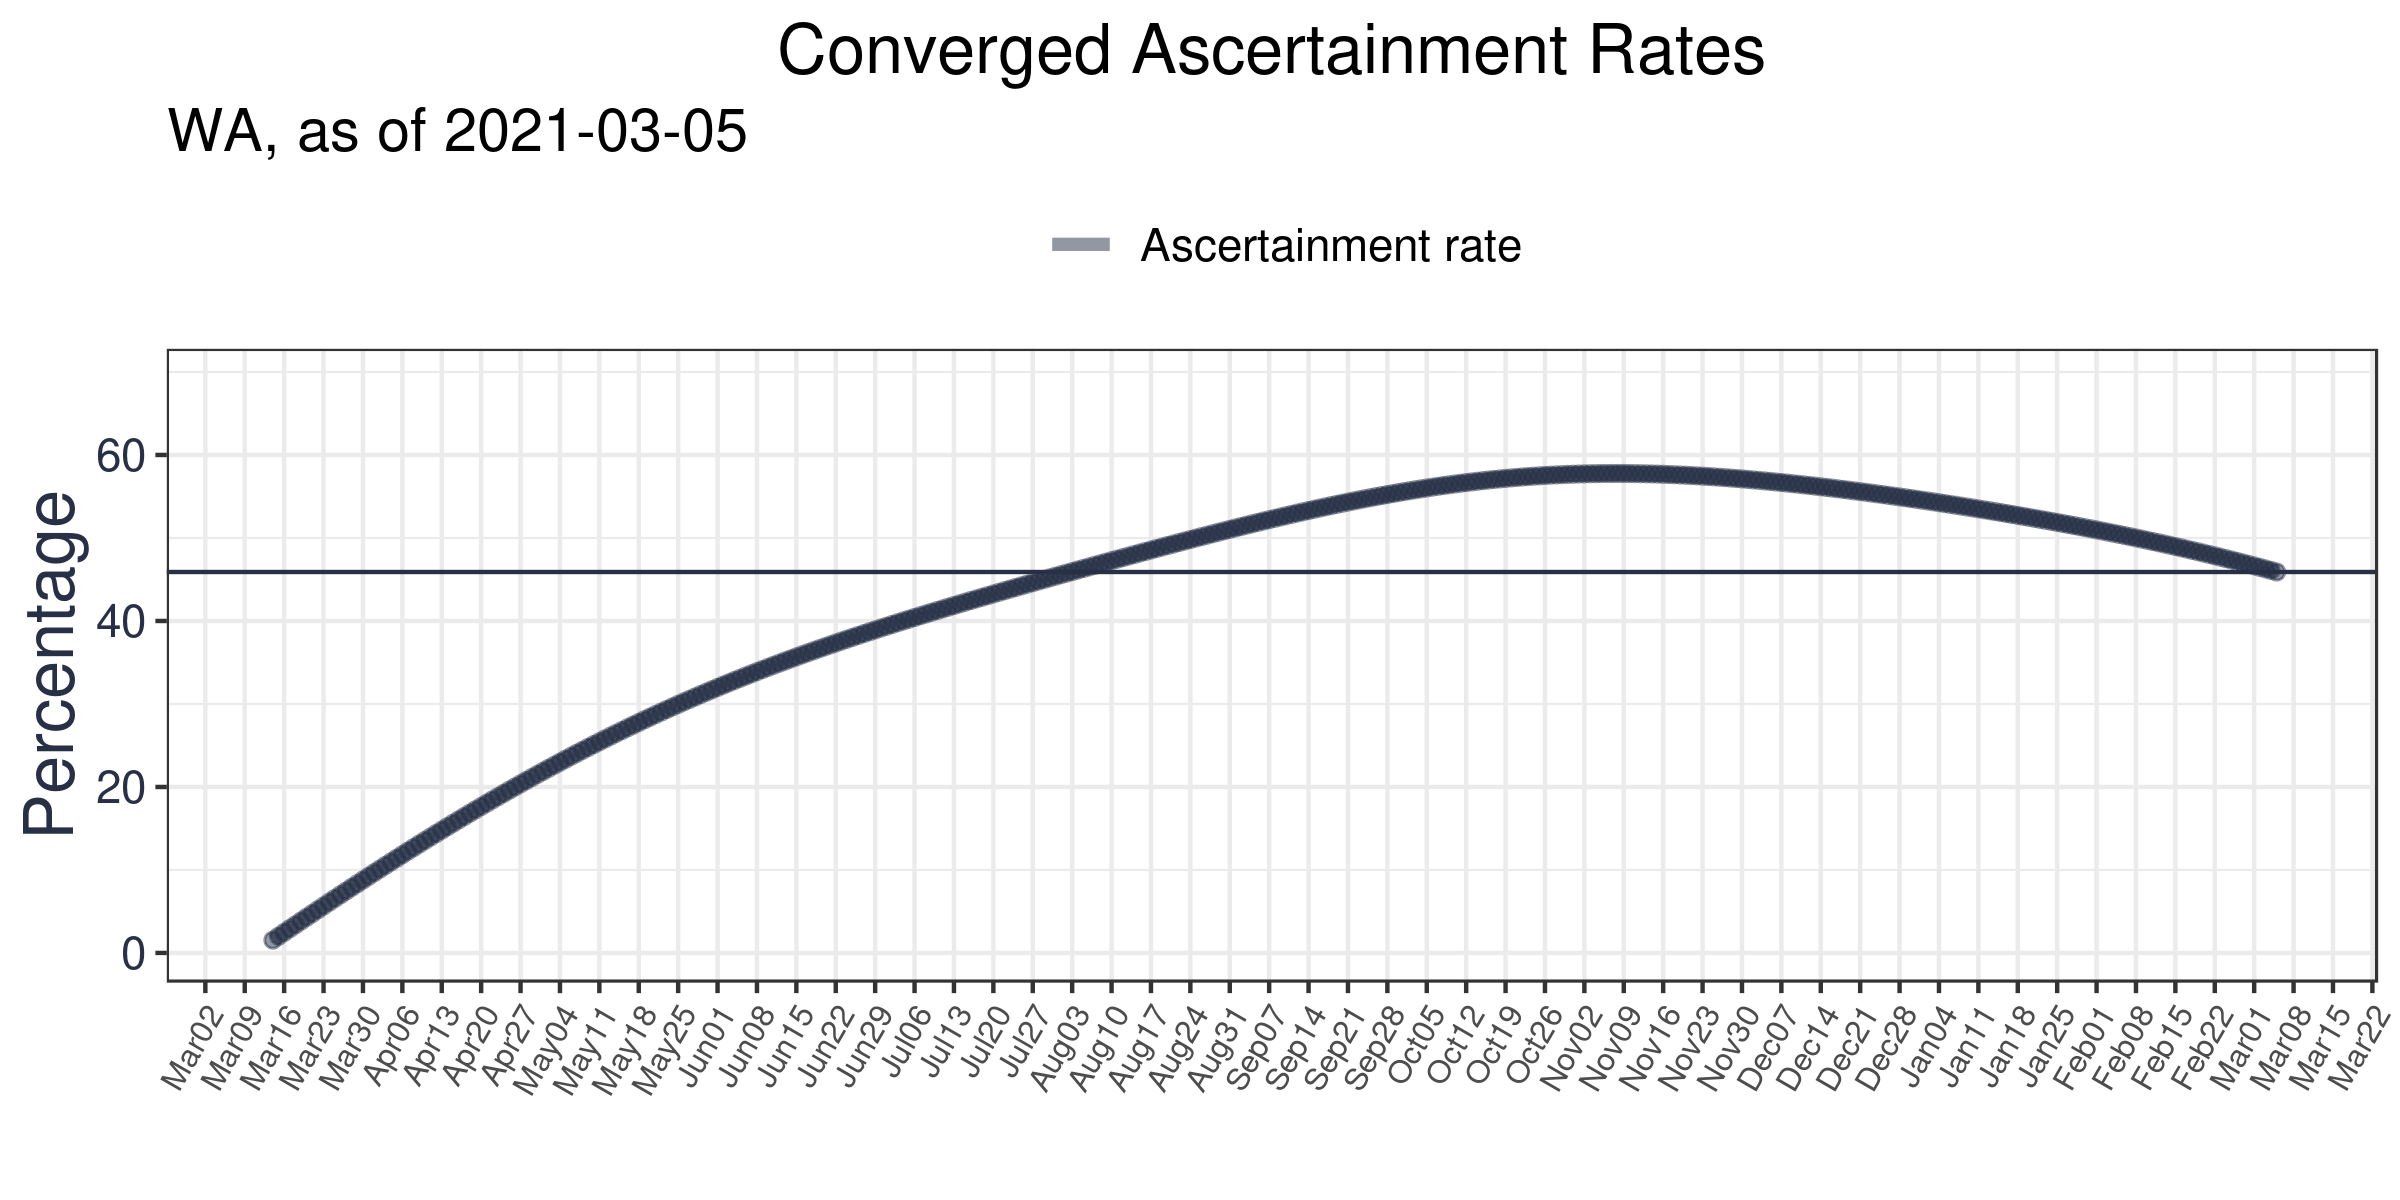 Converged Ascertainment Rates
WA, as of 2021-03-05
Ascertainment rate
Percentage
60
40
20
0
Mar02
Mar09
Mar16
Mar23
Mar30
Apr06
Apr13
Apr20
Apr27
May04
May11
May18
May25
Jun01
Jun08
Jun15
Jun22
Jun29
Jul06
Jul13
Jul20
Jul27
Aug03
Aug10
Aug17
Aug24
Aug31
Sep07
Sep14
Sep21
Sep28
Oct05
Oct12
Oct19
Oct26
Nov02
Nov09
Nov16
Nov23
Nov30
Dec07
Dec14
Dec21
Dec28
Jan04
Jan11
Jan18
Jan25
Feb01
Feb08
Feb15
Feb22
Mar01
Mar08
Mar15
Mar22